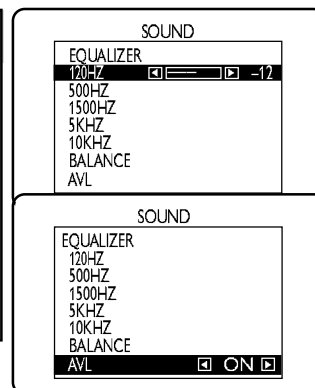 SOUND
EQUALIZER
120HZ -12
500HZ
1500HZ
5KHZ
10KHZ
BALANCE
AVL
SOUND
EQUALIZER
120HZ
500HZ
1500HZ
5KHZ
10KHZ
BALANCE
AVL ON